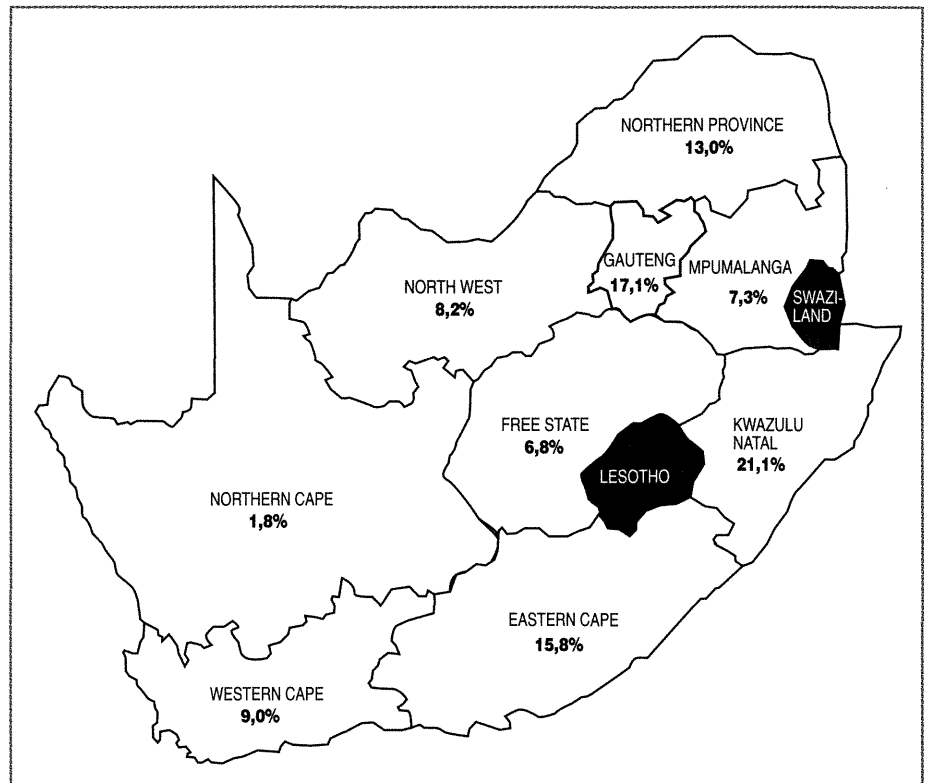 NORTHERN PROVINCE
13,0%
GAUTENG
17,1%
MPUMALANGA
7,3%
SWAZI-
LAND
NORTH WEST
8,2%
FREE STATE
6,8%
LESOTHO
KWAZULU
NATAL
21,1%
NORTHERN CAPE
1,8%
EASTERN CAPE
15,8%
WESTERN CAPE
9,0%